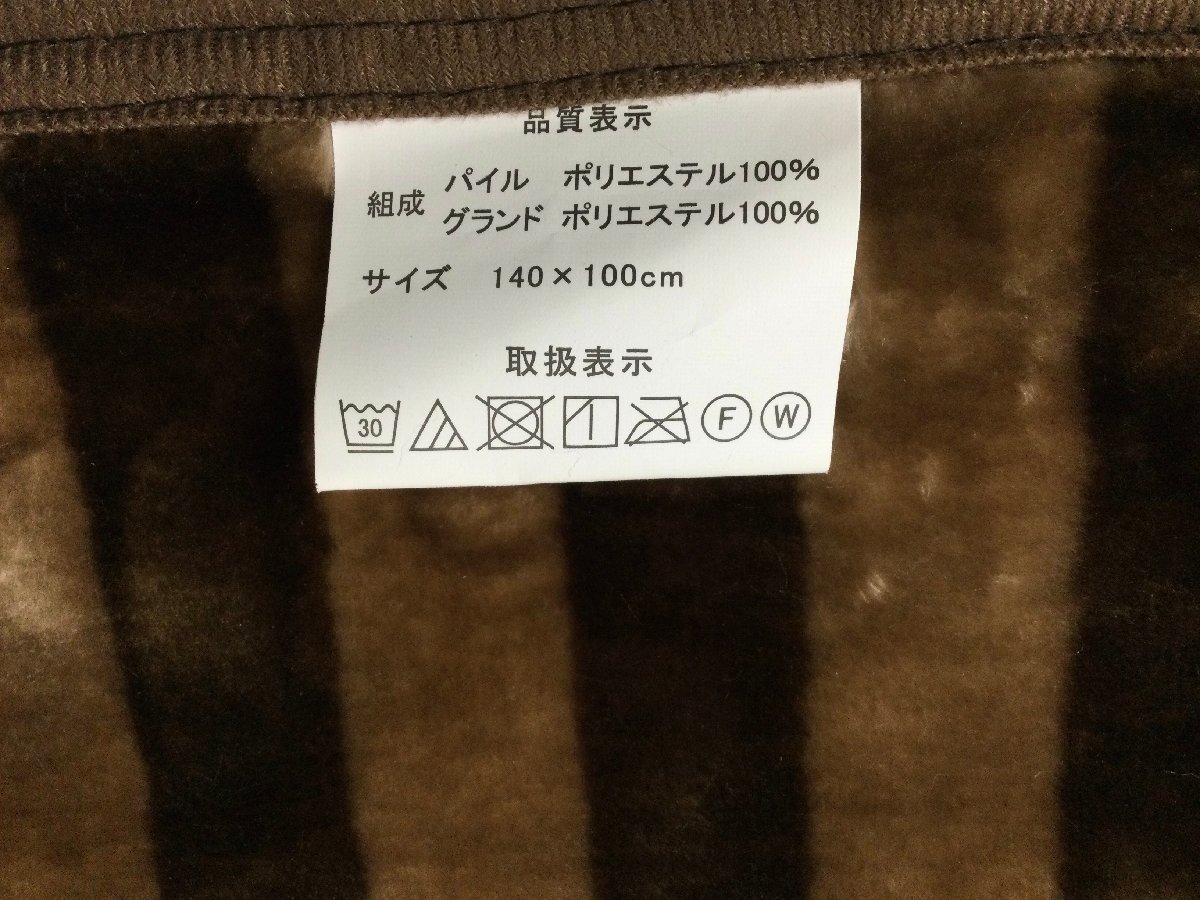 品質表示
組成 パイル ポリエステル100%
グランド ポリエステル100%
サイズ 140×100cm
取扱表示
30 F W